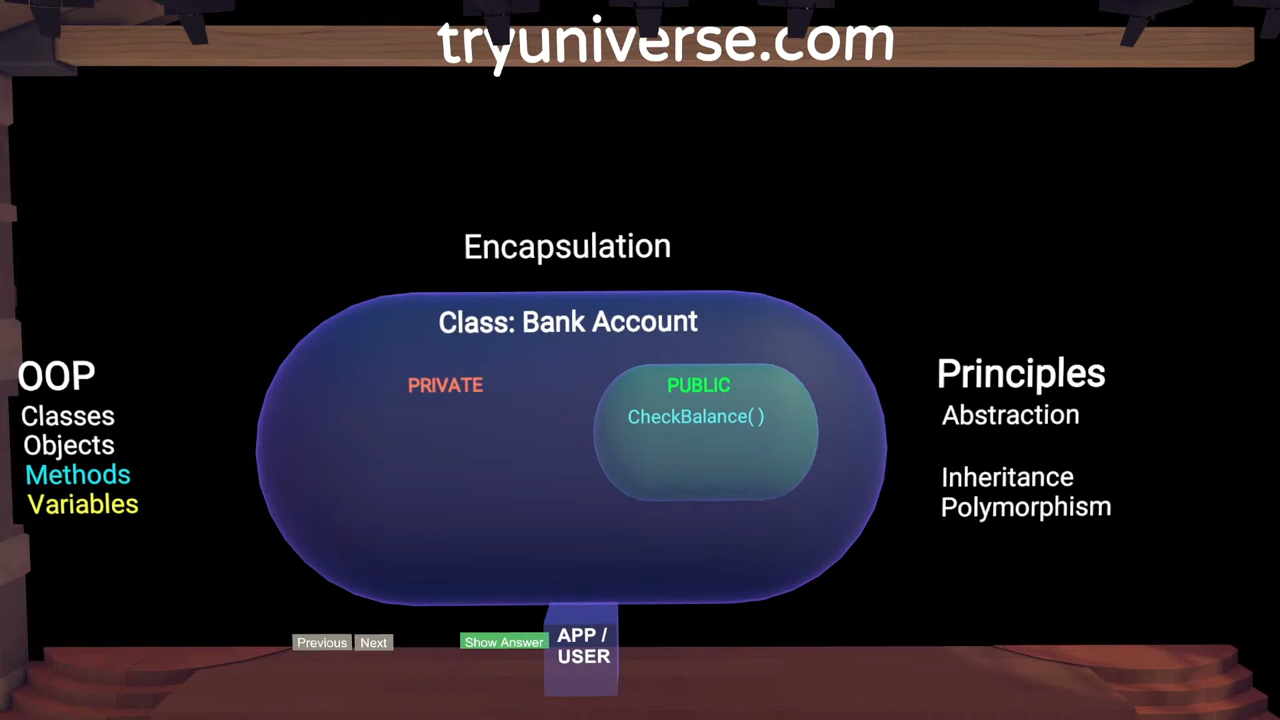 tryuniverse.com
Encapsulation
Class: Bank Account
PRIVATE
PUBLIC
CheckBalance( )
OOP
Classes
Objects
Methods
Variables
Principles
Abstraction
Inheritance
Polymorphism
Previous
Next
Show Answer
APP /
USER